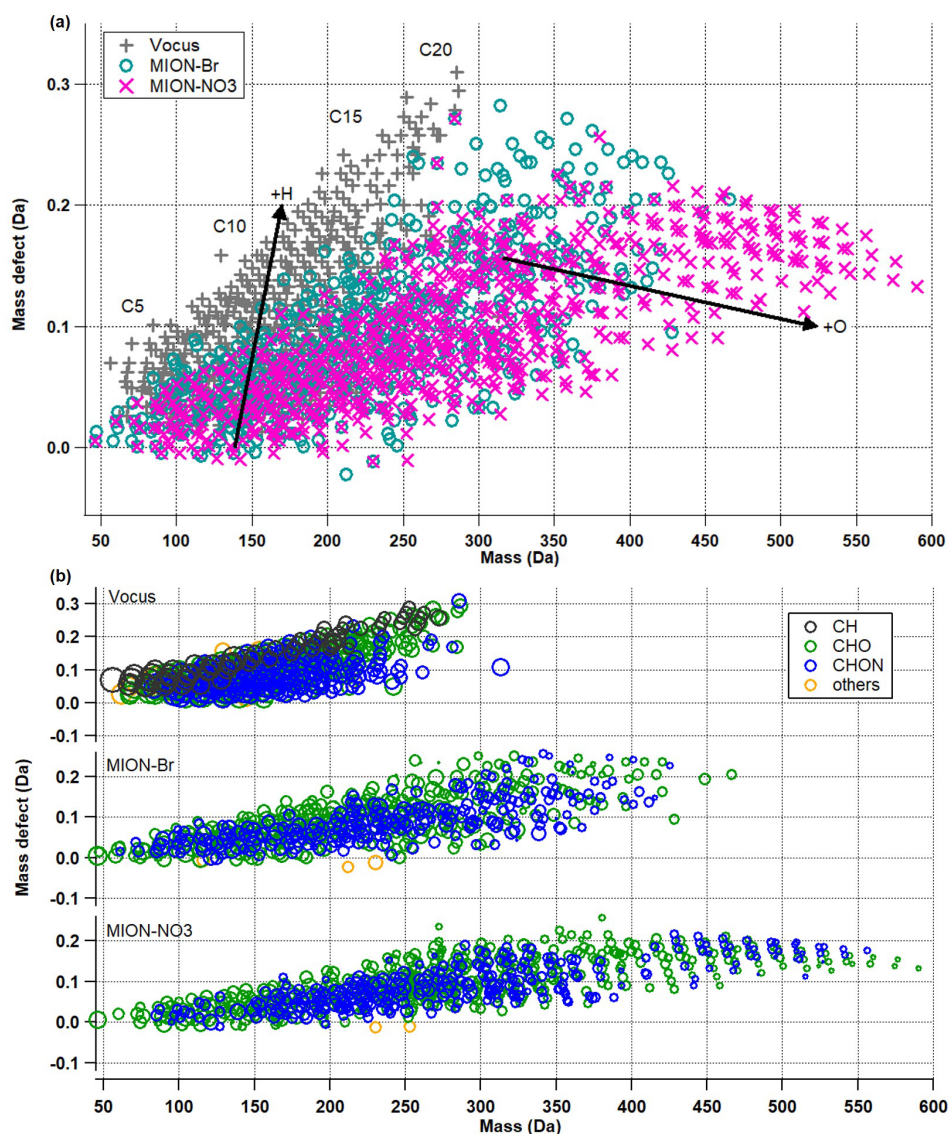 (a)
Vocus
MION-Br
MION-NO3
C20
C15
C10
C5
+H
+O
Mass defect (Da)
0.3
0.2
0.1
0.0
50 100 150 200 250 300 350 400 450 500 550 600
Mass (Da)
(b)
Vocus
CH
CHO
CHON
others
0.3
0.2
0.1
0.0
-0.1
MION-Br
Mass defect (Da)
0.2
0.1
0.0
-0.1
MION-NO3
0.2
0.1
0.0
-0.1
50 100 150 200 250 300 350 400 450 500 550 600
Mass (Da)